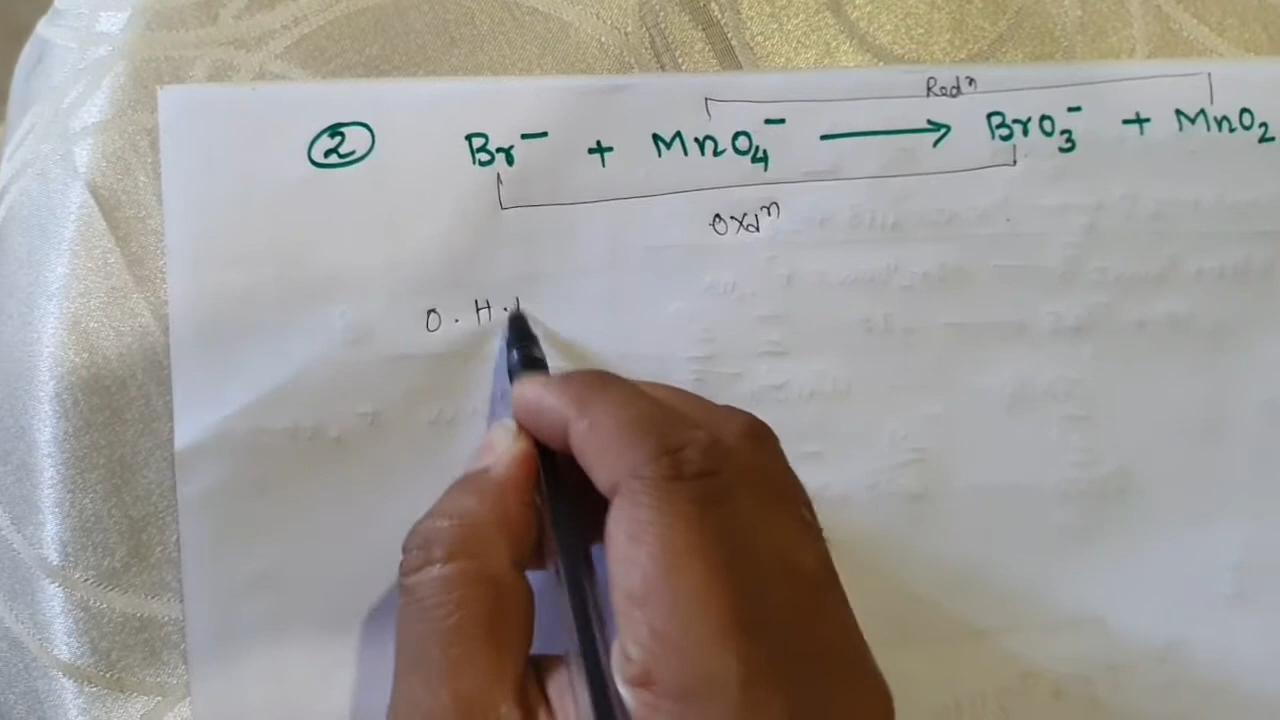 Redⁿ
② Br⁻ + MnO₄⁻ ⟶ BrO₃⁻ + MnO₂
Oxdⁿ
O . H .